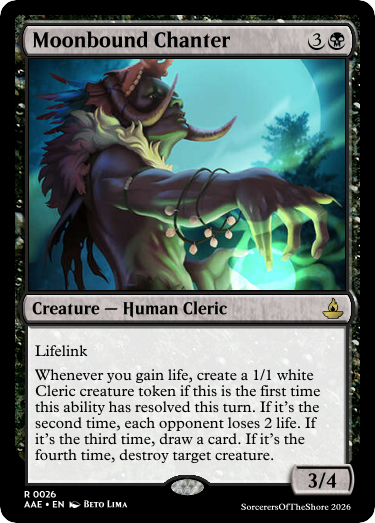 Moonbound Chanter 3
Creature — Human Cleric
Lifelink
Whenever you gain life, create a 1/1 white
Cleric creature token if this is the first time
this ability has resolved this turn. If it's the
second time, each opponent loses 2 life. If
it's the third time, draw a card. If it's the
fourth time, destroy target creature.
3/4
R 0026
AAE • EN Beto Lima
SorcerersOfTheShore 2026